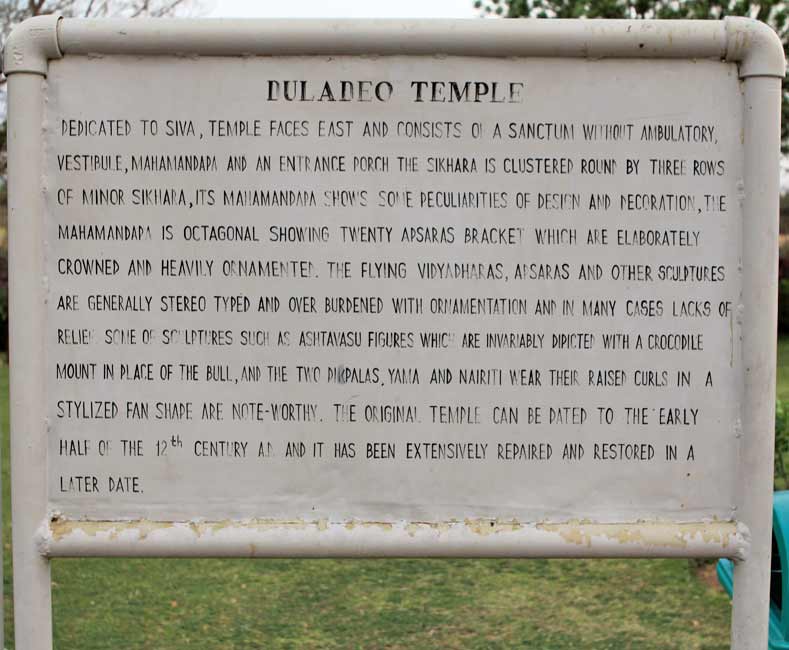 DULADEO TEMPLE
DEDICATED TO SIVA, TEMPLE FACES EAST AND CONSISTS OF A SANCTUM WITHOUT AMBULATORY,
VESTIBULE, MAHAMANDAPA AND AN ENTRANCE PORCH THE SIKHARA IS CLUSTERED ROUND BY THREE ROWS
OF MINOR SIKHARA, ITS MAHAMANDAPA SHOWS SOME PECULIARITIES OF DESIGN AND DECORATION, THE
MAHAMANDAPA IS OCTAGONAL SHOWING TWENTY APSARAS BRACKET WHICH ARE ELABORATELY
CROWNED AND HEAVILY ORNAMENTED. THE FLYING VIDYADHARAS, APSARAS AND OTHER SCULPTURES
ARE GENERALLY STEREO TYPED AND OVER BURDENED WITH ORNAMENTATION AND IN MANY CASES LACKS OF
RELIEF. SOME OF SCULPTURES SUCH AS ASHTAVASU FIGURES WHICH ARE INVARIABLY DIPICTED WITH A CROCODILE
MOUNT IN PLACE OF THE BULL, AND THE TWO DIKPALAS, YAMA AND NAIRITI WEAR THEIR RAISED CURLS IN A
STYLIZED FAN SHAPE ARE NOTE-WORTHY. THE ORIGINAL TEMPLE CAN BE DATED TO THE EARLY
HALF OF THE 12th CENTURY A.D. AND IT HAS BEEN EXTENSIVELY REPAIRED AND RESTORED IN A
LATER DATE.